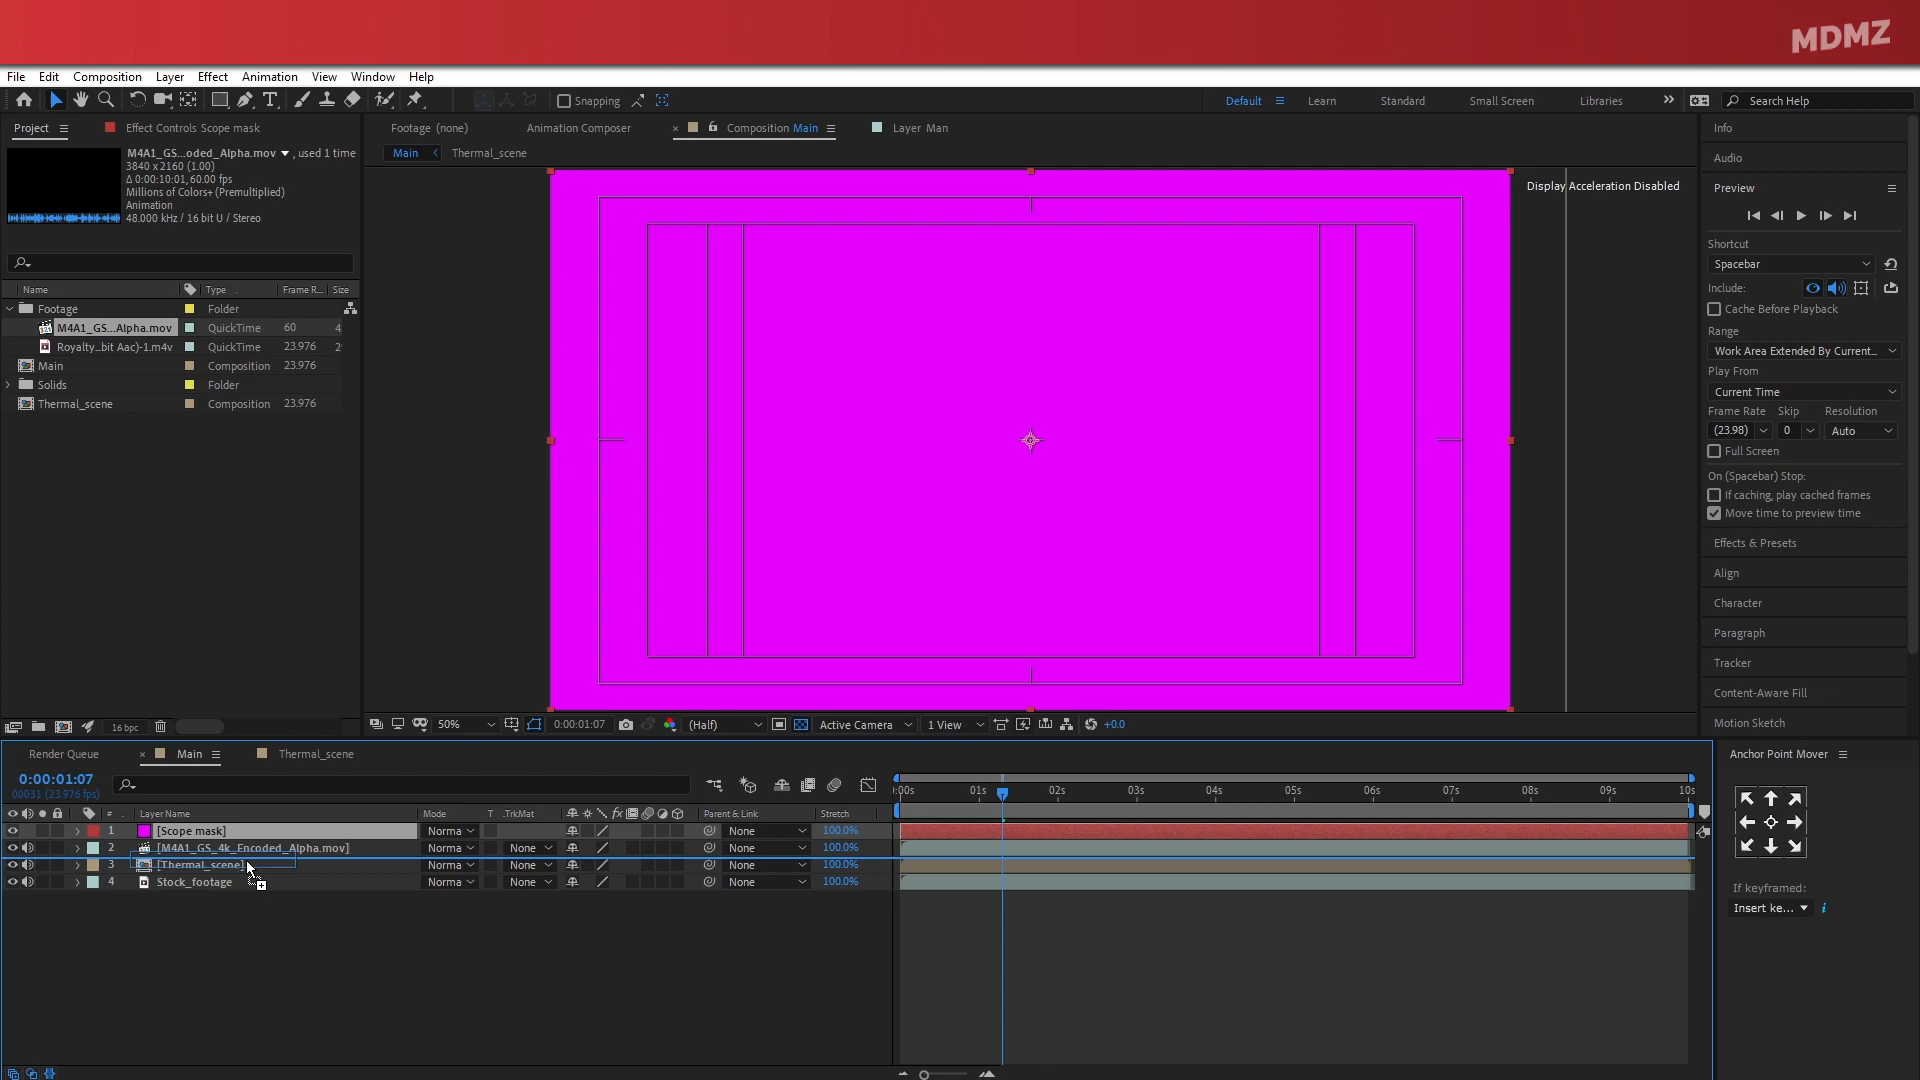 MDMZ
File Edit Composition Layer Effect Animation View Window Help
Snapping
Default Learn Standard Small Screen Libraries Search Help
Project Effect Controls Scope mask
M4A1_GS...oded_Alpha.mov , used 1 time
3840 x 2160 (1.00)
Δ 0:00:10:01, 60.00 fps
Millions of Colors+ (Premultiplied)
Animation
48.000 kHz / 16 bit U / Stereo
Name Type Frame R... Size
Footage Folder
M4A1_GS...Alpha.mov QuickTime 60 4
Royalty...bit Aac)-1.m4v QuickTime 23.976 2
Main Composition 23.976
Solids Folder
Thermal_scene Composition 23.976
16 bpc
Footage (none) Animation Composer × Composition Main Layer Man
Main Thermal_scene
Display Acceleration Disabled
50% 0:00:01:07 (Half) Active Camera 1 View +0.0
Info
Audio
Preview
Shortcut
Spacebar
Include:
Cache Before Playback
Range
Work Area Extended By Current...
Play From
Current Time
Frame Rate Skip Resolution
(23.98) 0 Auto
Full Screen
On (Spacebar) Stop:
If caching, play cached frames
Move time to preview time
Effects & Presets
Align
Character
Paragraph
Tracker
Content-Aware Fill
Motion Sketch
Render Queue × Main Thermal_scene
0:00:01:07
00031 (23.976 fps)
# Layer Name Mode T .TrkMat fx Parent & Link Stretch
:00s 01s 02s 03s 04s 05s 06s 07s 08s 09s 10s
1 [Scope mask] Norma None 100.0%
2 [M4A1_GS_4k_Encoded_Alpha.mov] Norma None None 100.0%
3 [Thermal_scene] Norma None None 100.0%
4 Stock_footage Norma None None 100.0%
Anchor Point Mover
If keyframed:
Insert ke... i